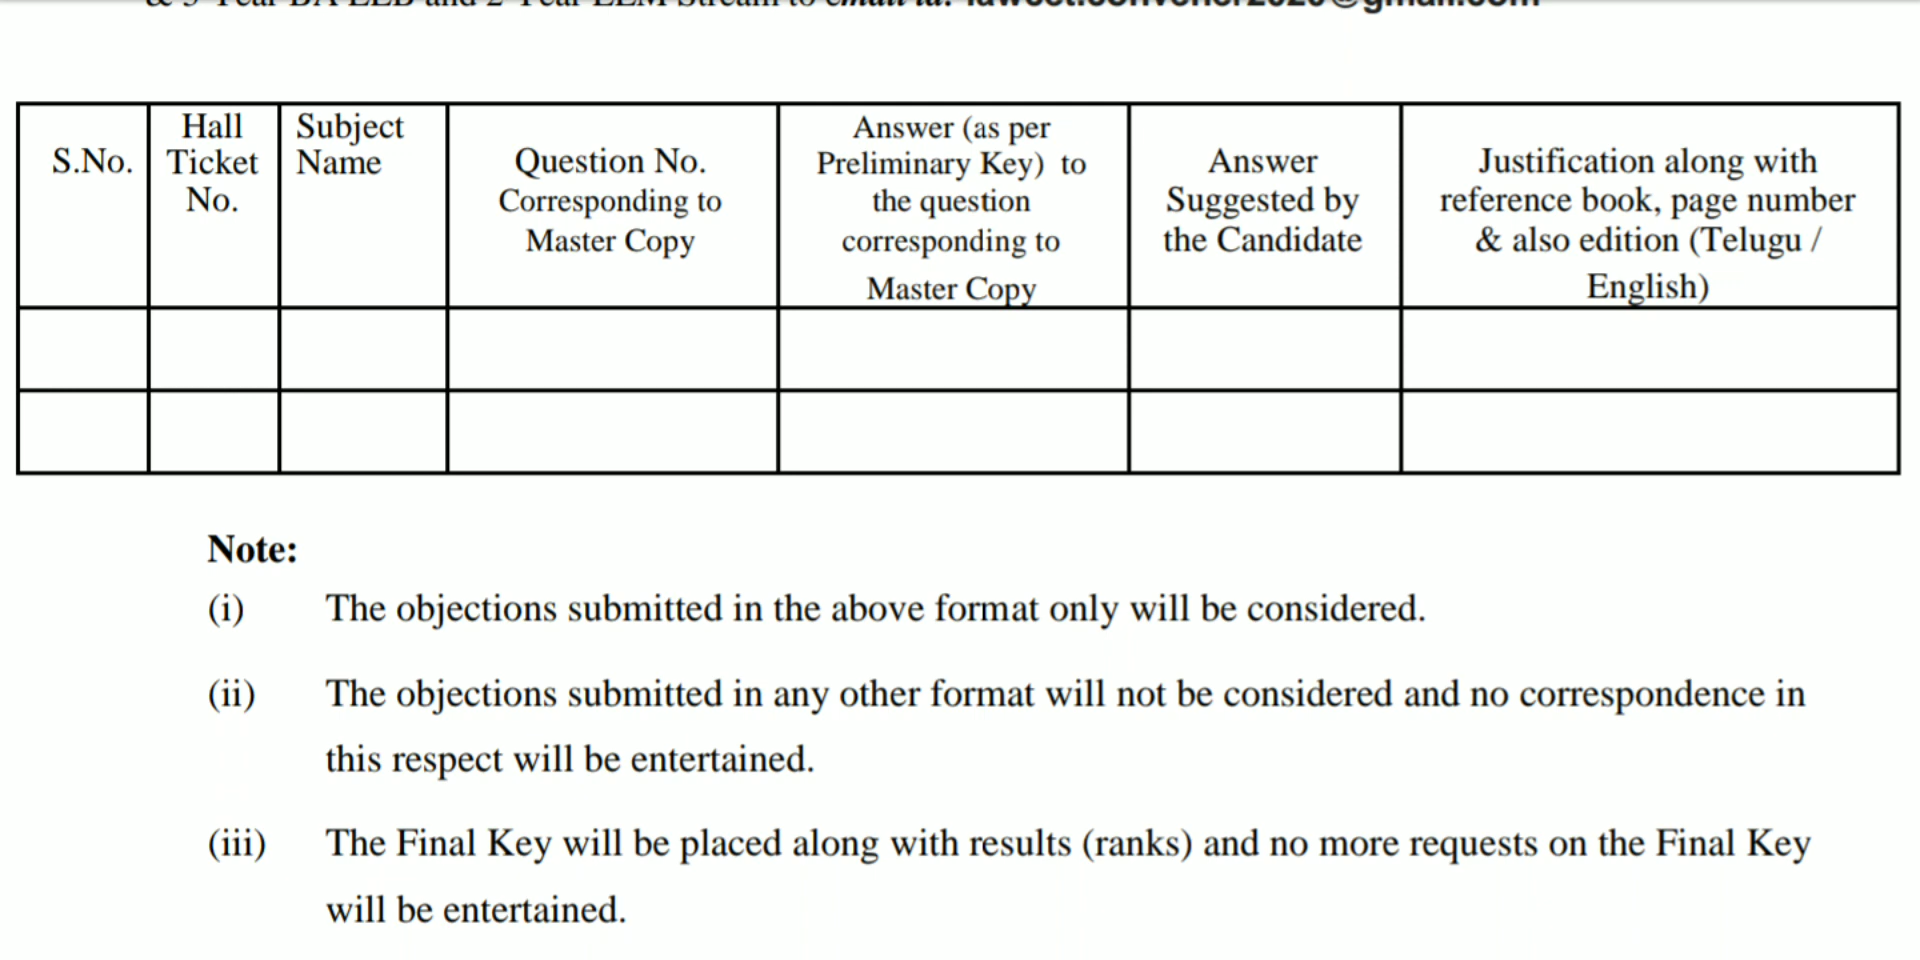 S.No.
Hall
Ticket
No.
Subject
Name
Question No.
Corresponding to
Master Copy
Answer (as per
Preliminary Key) to
the question
corresponding to
Master Copy
Answer
Suggested by
the Candidate
Justification along with
reference book, page number
& also edition (Telugu /
English)
Note:
(i) The objections submitted in the above format only will be considered.
(ii) The objections submitted in any other format will not be considered and no correspondence in
this respect will be entertained.
(iii) The Final Key will be placed along with results (ranks) and no more requests on the Final Key
will be entertained.